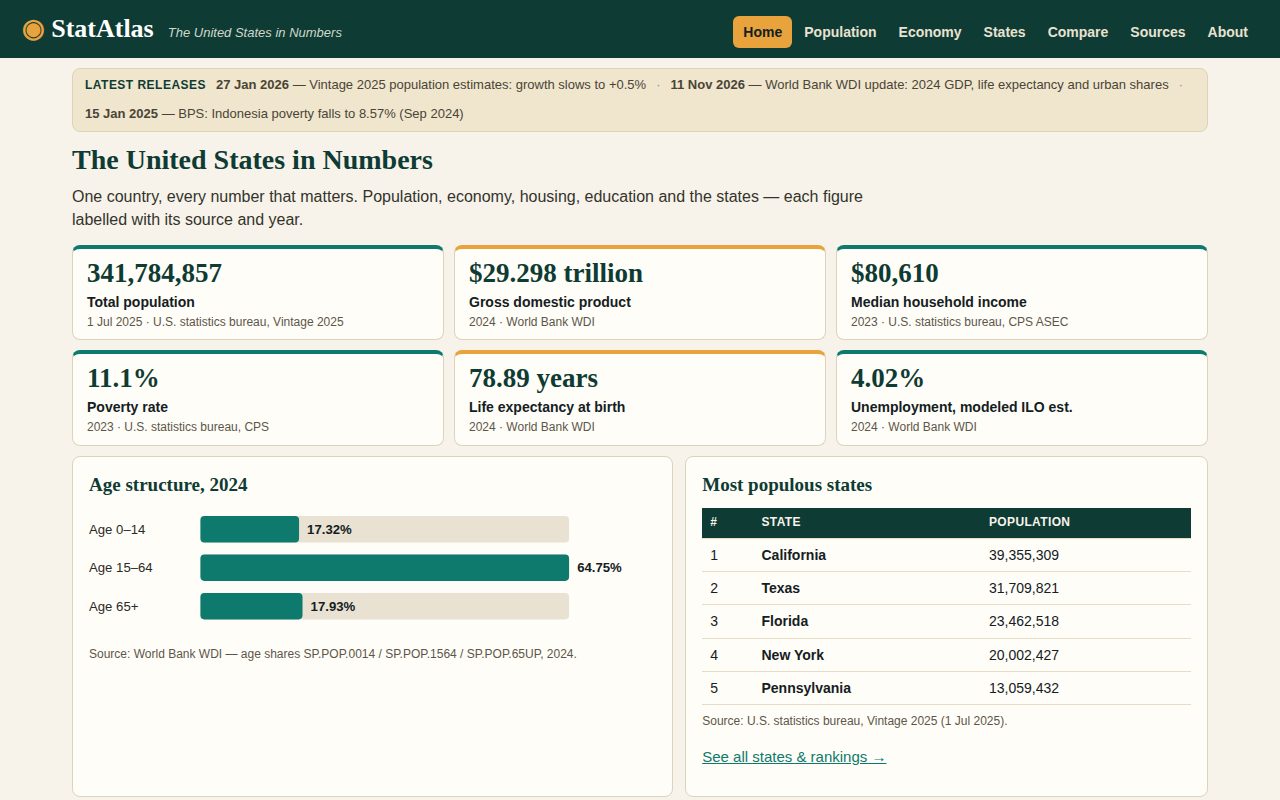 StatAtlas The United States in Numbers Home Population Economy States Compare Sources About
LATEST RELEASES 27 Jan 2026 — Vintage 2025 population estimates: growth slows to +0.5% · 11 Nov 2026 — World Bank WDI update: 2024 GDP, life expectancy and urban shares ·
15 Jan 2025 — BPS: Indonesia poverty falls to 8.57% (Sep 2024)
The United States in Numbers
One country, every number that matters. Population, economy, housing, education and the states — each figure
labelled with its source and year.
341,784,857
Total population
1 Jul 2025 · U.S. statistics bureau, Vintage 2025
$29.298 trillion
Gross domestic product
2024 · World Bank WDI
$80,610
Median household income
2023 · U.S. statistics bureau, CPS ASEC
11.1%
Poverty rate
2023 · U.S. statistics bureau, CPS
78.89 years
Life expectancy at birth
2024 · World Bank WDI
4.02%
Unemployment, modeled ILO est.
2024 · World Bank WDI
Age structure, 2024
Age 0–14 17.32%
Age 15–64 64.75%
Age 65+ 17.93%
Source: World Bank WDI — age shares SP.POP.0014 / SP.POP.1564 / SP.POP.65UP, 2024.
Most populous states
# STATE POPULATION
1 California 39,355,309
2 Texas 31,709,821
3 Florida 23,462,518
4 New York 20,002,427
5 Pennsylvania 13,059,432
Source: U.S. statistics bureau, Vintage 2025 (1 Jul 2025).
See all states & rankings →